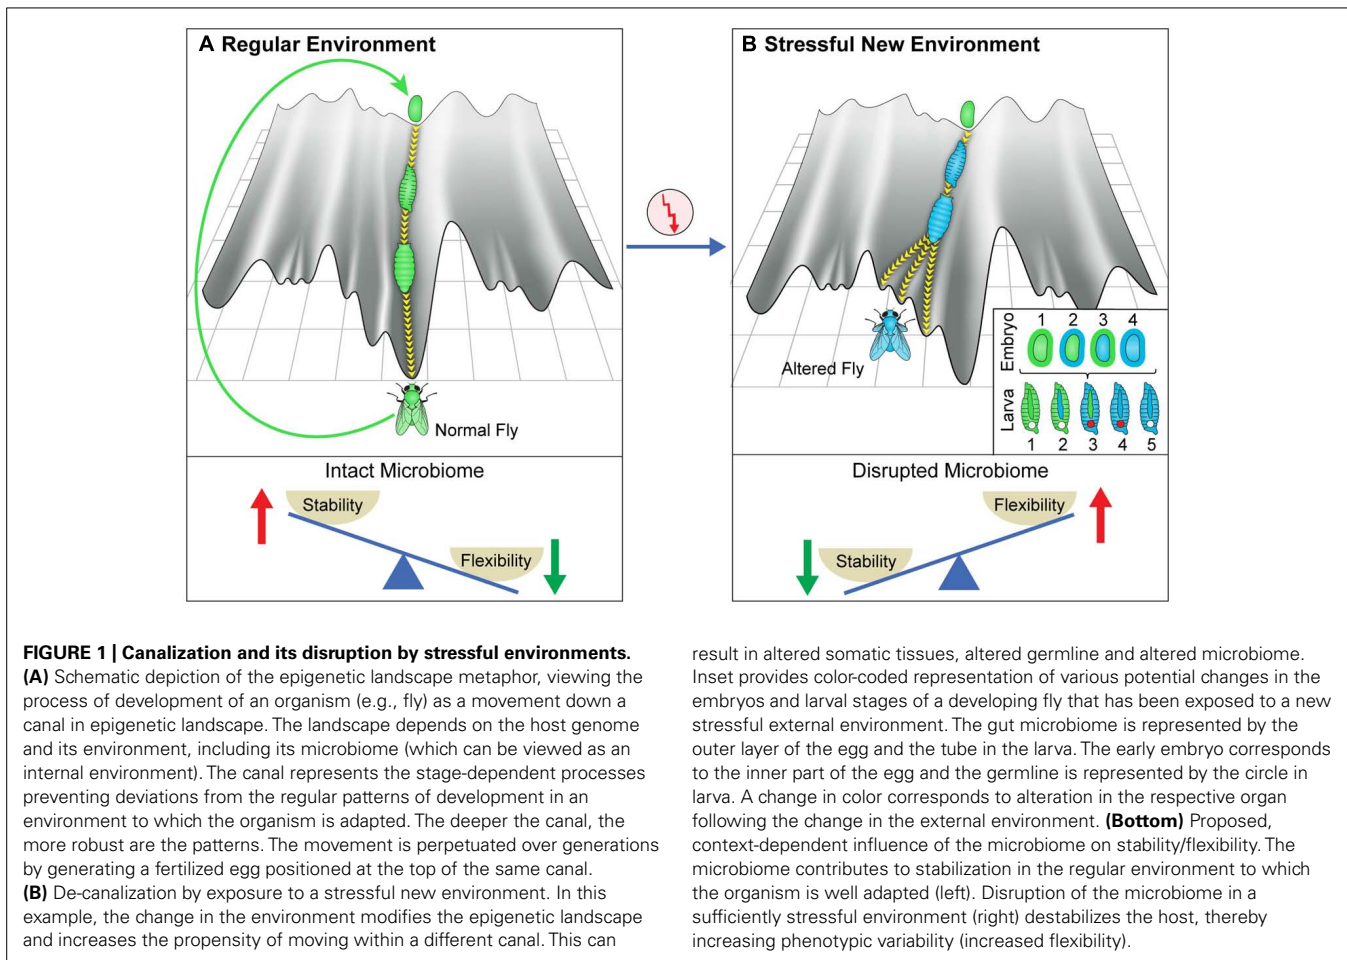 A Regular Environment
Normal Fly
Intact Microbiome
Stability
Flexibility
B Stressful New Environment
Altered Fly
Embryo
1 2 3 4
Larva
1 2 3 4 5
Disrupted Microbiome
Flexibility
Stability
FIGURE 1 | Canalization and its disruption by stressful environments.
(A) Schematic depiction of the epigenetic landscape metaphor, viewing the
process of development of an organism (e.g., fly) as a movement down a
canal in epigenetic landscape. The landscape depends on the host genome
and its environment, including its microbiome (which can be viewed as an
internal environment). The canal represents the stage-dependent processes
preventing deviations from the regular patterns of development in an
environment to which the organism is adapted. The deeper the canal, the
more robust are the patterns. The movement is perpetuated over generations
by generating a fertilized egg positioned at the top of the same canal.
(B) De-canalization by exposure to a stressful new environment. In this
example, the change in the environment modifies the epigenetic landscape
and increases the propensity of moving within a different canal. This can
result in altered somatic tissues, altered germline and altered microbiome.
Inset provides color-coded representation of various potential changes in the
embryos and larval stages of a developing fly that has been exposed to a new
stressful external environment. The gut microbiome is represented by the
outer layer of the egg and the tube in the larva. The early embryo corresponds
to the inner part of the egg and the germline is represented by the circle in
larva. A change in color corresponds to alteration in the respective organ
following the change in the external environment. (Bottom) Proposed,
context-dependent influence of the microbiome on stability/flexibility. The
microbiome contributes to stabilization in the regular environment to which
the organism is well adapted (left). Disruption of the microbiome in a
sufficiently stressful environment (right) destabilizes the host, thereby
increasing phenotypic variability (increased flexibility).